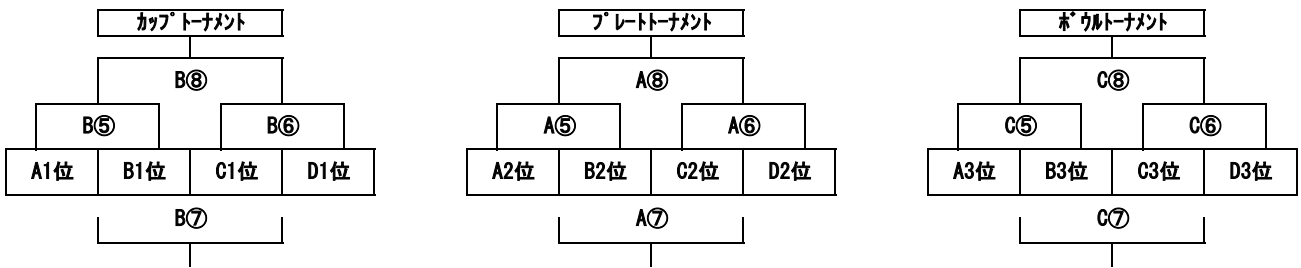 カップトーナメント プレートトーナメント ボウルトーナメント
B⑧ A⑧ C⑧
B⑤ B⑥ A⑤ A⑥ C⑤ C⑥
A1位 B1位 C1位 D1位 A2位 B2位 C2位 D2位 A3位 B3位 C3位 D3位
B⑦ A⑦ C⑦